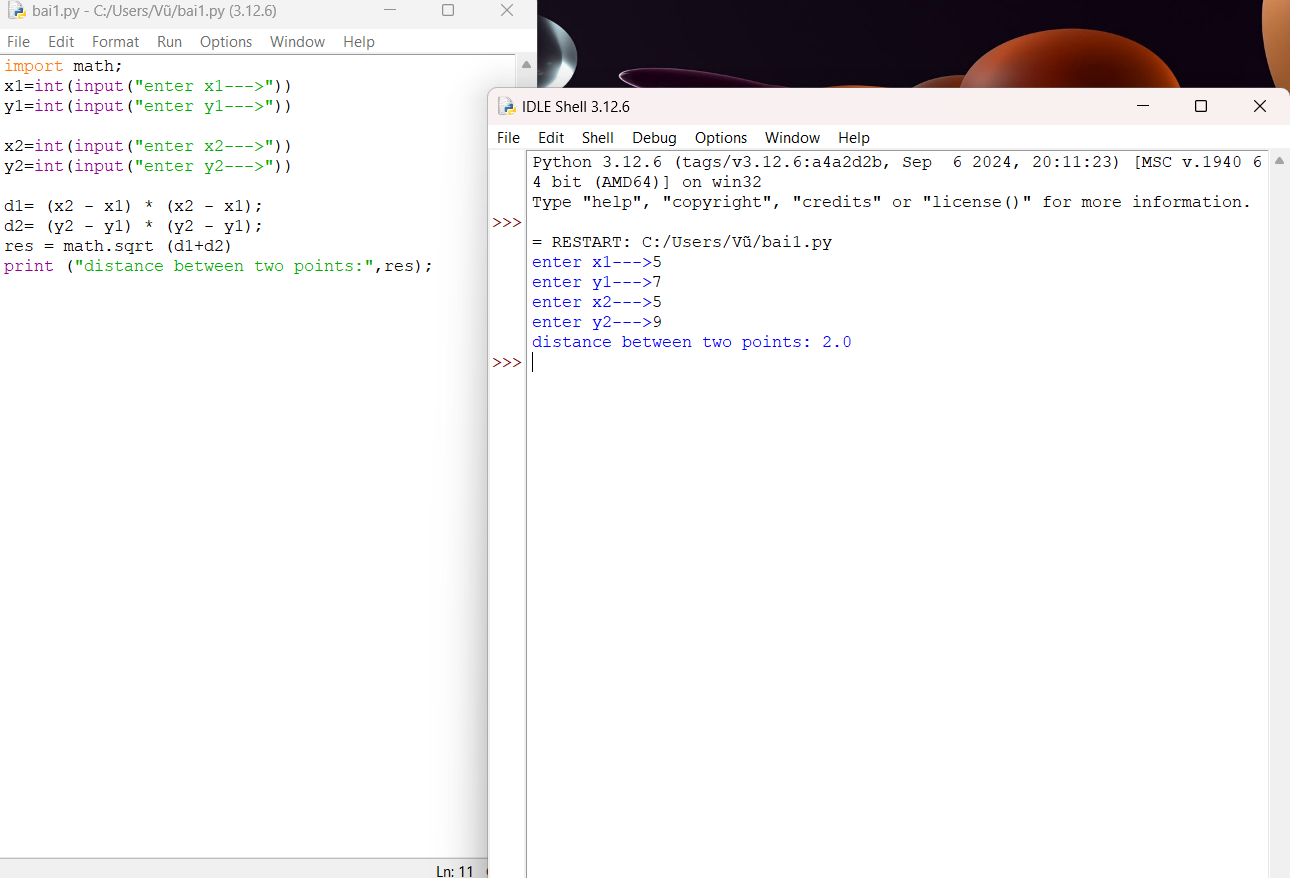 bai1.py - C:/Users/Vũ/bai1.py (3.12.6)
File Edit Format Run Options Window Help
import math;
x1=int(input("enter x1--->"))
y1=int(input("enter y1--->"))
x2=int(input("enter x2--->"))
y2=int(input("enter y2--->"))
d1= (x2 - x1) * (x2 - x1);
d2= (y2 - y1) * (y2 - y1);
res = math.sqrt (d1+d2)
print ("distance between two points:",res);
Ln: 11
IDLE Shell 3.12.6
File Edit Shell Debug Options Window Help
Python 3.12.6 (tags/v3.12.6:a4a2d2b, Sep  6 2024, 20:11:23) [MSC v.1940 6
4 bit (AMD64)] on win32
Type "help", "copyright", "credits" or "license()" for more information.
>>>
= RESTART: C:/Users/Vũ/bai1.py
enter x1--->5
enter y1--->7
enter x2--->5
enter y2--->9
distance between two points: 2.0
>>>